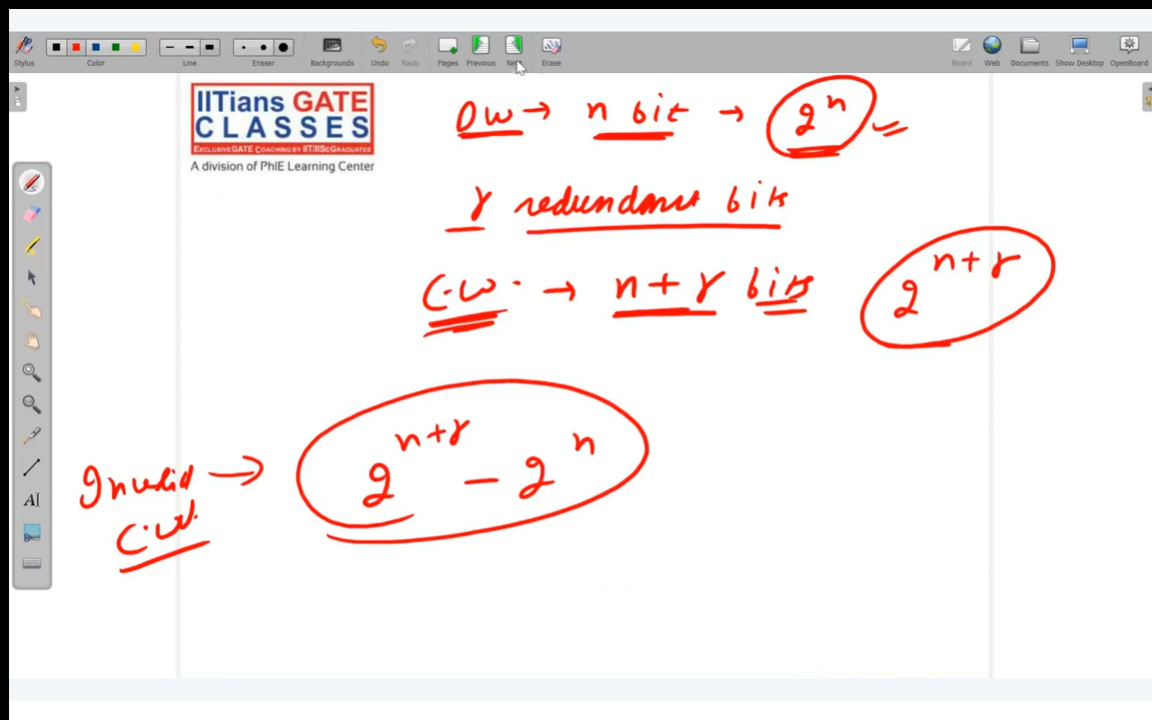 Stylus Color Line Eraser Backgrounds Undo Redo Pages Previous Next Erase Board Web Documents Show Desktop OpenBoard
IITians GATE
CLASSES
EXCLUSIVE GATE COACHING BY IIT/IISc GRADUATES
A division of PhIE Learning Center
DW → n bit → 2^n
r redundant bits
C.W. → n+r bits 2^(n+r)
Invalid → 2^(n+r) - 2^n
C.W.
AI